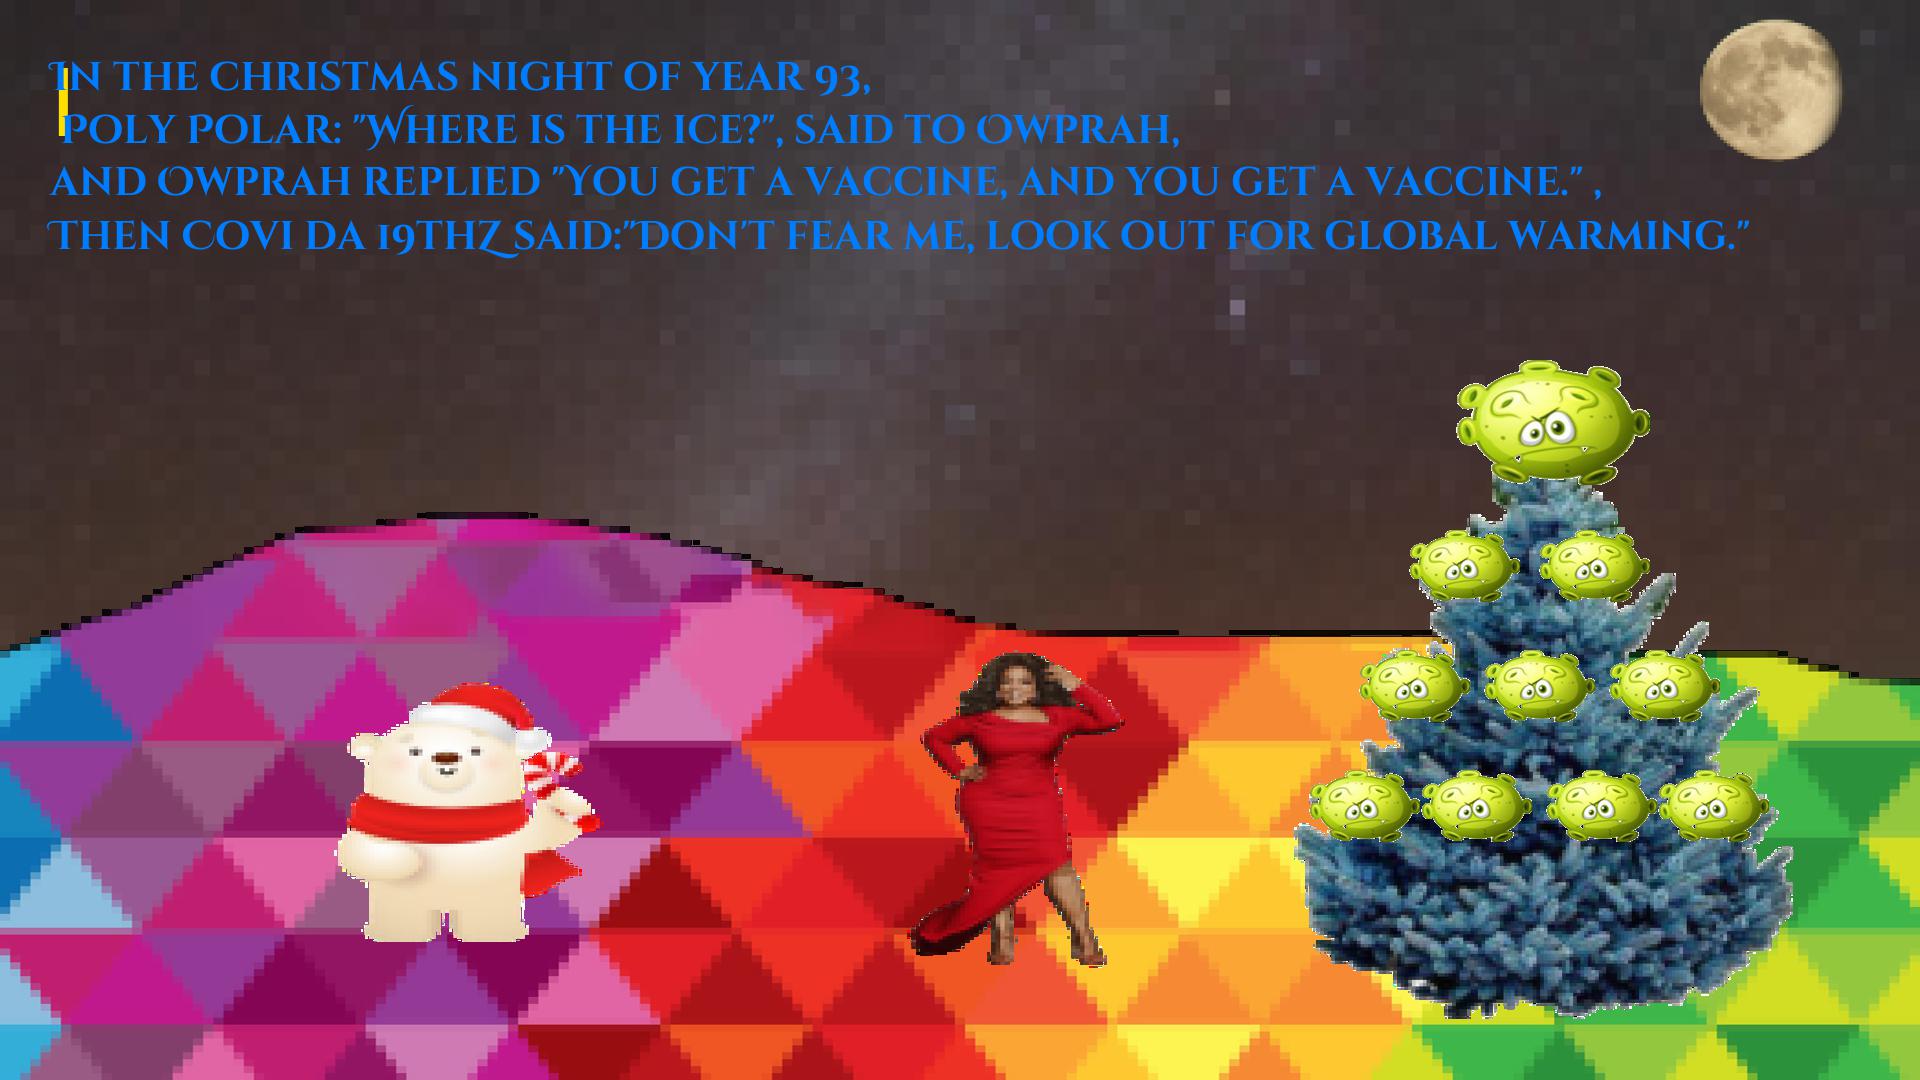 In the Christmas night of year 93,
Poly Polar: "Where is the ice?", said to Owprah,
and Owprah replied "You get a vaccine, and you get a vaccine." ,
Then Covi da 19thz said:"Don't fear me, look out for global warming."